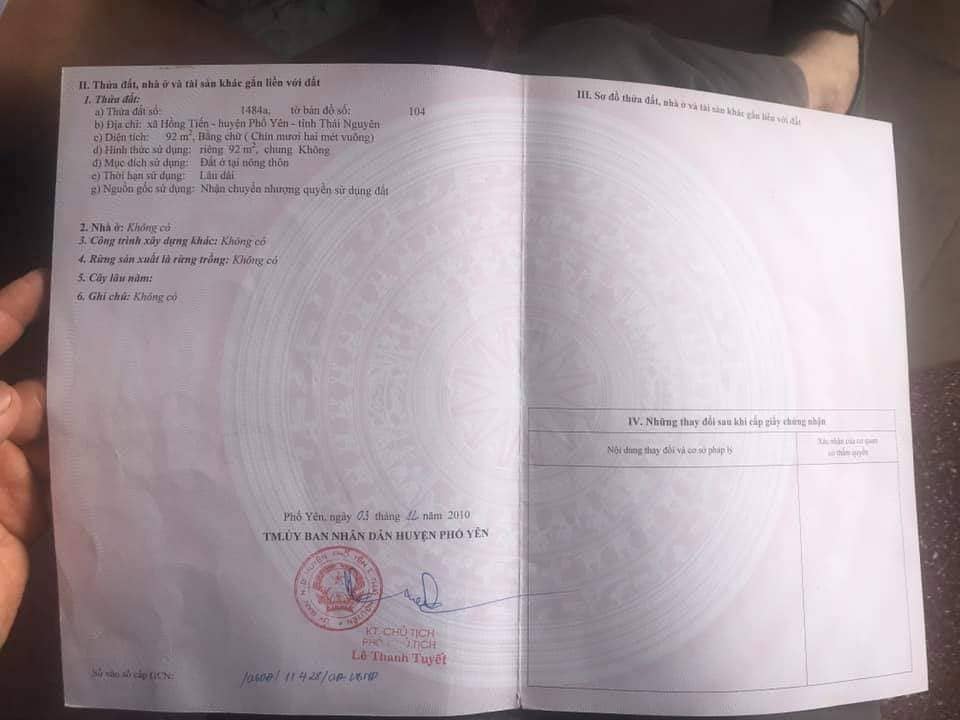 II. Thửa đất, nhà ở và tài sản khác gắn liền với đất
1. Thửa đất:
a) Thửa đất số: 1484a, tờ bản đồ số: 104
b) Địa chỉ: xã Hồng Tiến - huyện Phổ Yên - tỉnh Thái Nguyên
c) Diện tích: 92 m², Bằng chữ ( Chín mươi hai mét vuông)
d) Hình thức sử dụng: riêng 92 m², chung Không
đ) Mục đích sử dụng: Đất ở tại nông thôn
e) Thời hạn sử dụng: Lâu dài
g) Nguồn gốc sử dụng: Nhận chuyển nhượng quyền sử dụng đất
2. Nhà ở: Không có
3. Công trình xây dựng khác: Không có
4. Rừng sản xuất là rừng trồng: Không có
5. Cây lâu năm:
6. Ghi chú: Không có
Phổ Yên, ngày 03 tháng 12 năm 2010
TM.ỦY BAN NHÂN DÂN HUYỆN PHỔ YÊN
KT. CHỦ TỊCH
PHÓ CHỦ TỊCH
Lê Thanh Tuyết
Số vào sổ cấp GCN:
III. Sơ đồ thửa đất, nhà ở và tài sản khác gắn liền với đất
IV. Những thay đổi sau khi cấp giấy chứng nhận
Nội dung thay đổi và cơ sở pháp lý
Xác nhận của cơ quan
có thẩm quyền